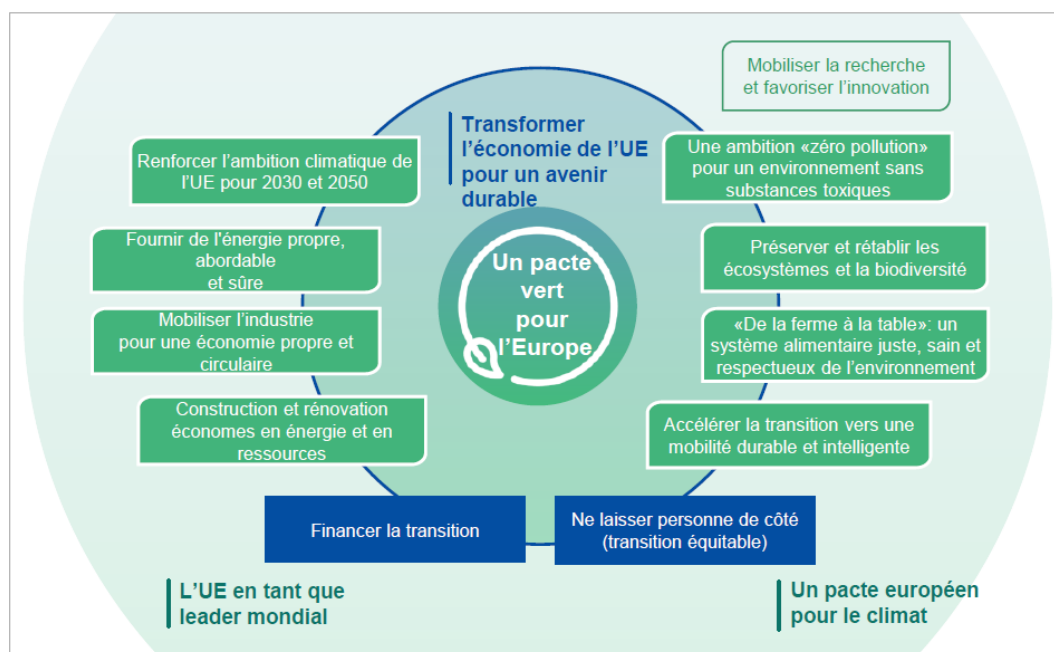 Mobiliser la recherche
et favoriser l’innovation
Transformer
l’économie de l’UE
pour un avenir
durable
Renforcer l’ambition climatique de
l’UE pour 2030 et 2050
Une ambition «zéro pollution»
pour un environnement sans
substances toxiques
Fournir de l'énergie propre,
abordable
et sûre
Préserver et rétablir les
écosystèmes et la biodiversité
Un pacte
vert
pour
l’Europe
Mobiliser l’industrie
pour une économie propre et
circulaire
«De la ferme à la table»: un
système alimentaire juste, sain et
respectueux de l’environnement
Construction et rénovation
économes en énergie et en
ressources
Accélérer la transition vers une
mobilité durable et intelligente
Financer la transition
Ne laisser personne de côté
(transition équitable)
L’UE en tant que
leader mondial
Un pacte européen
pour le climat